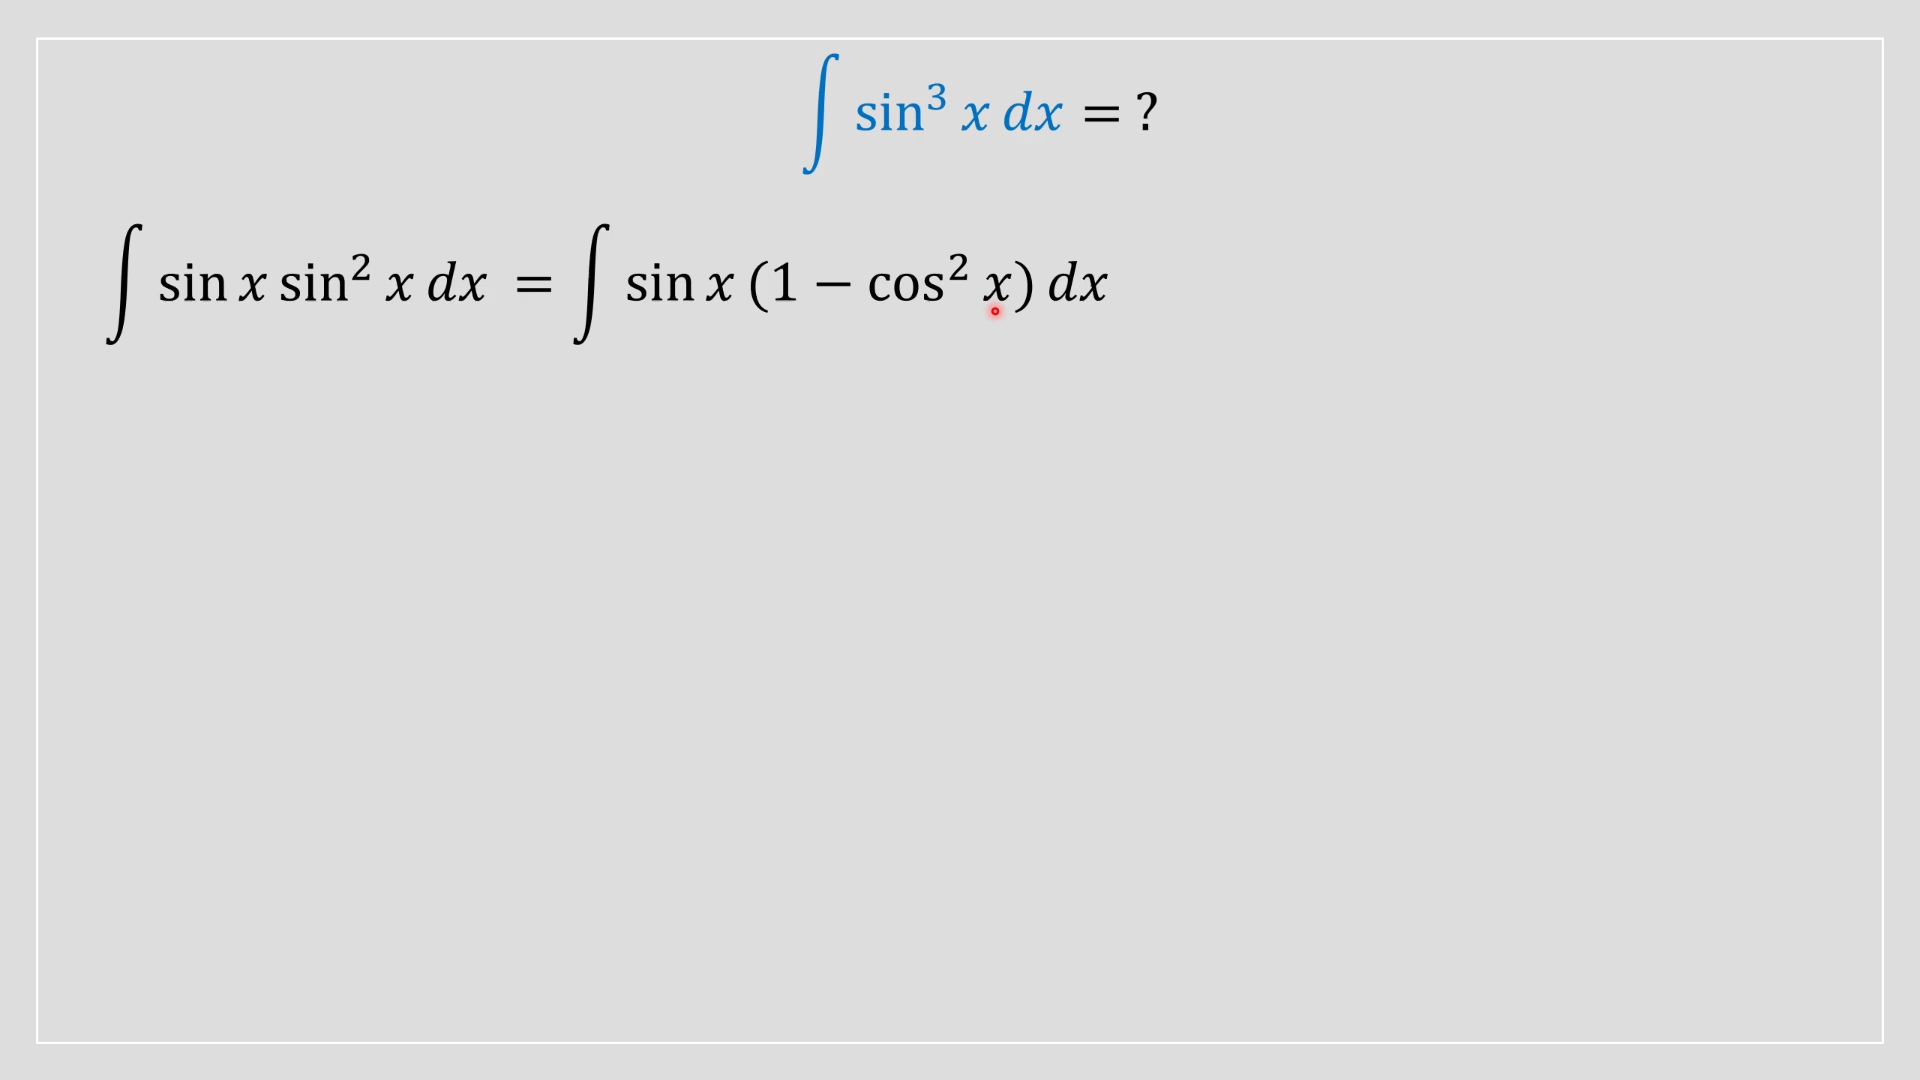 ∫ sin³ x dx = ?
∫ sin x sin² x dx = ∫ sin x (1 − cos² x) dx